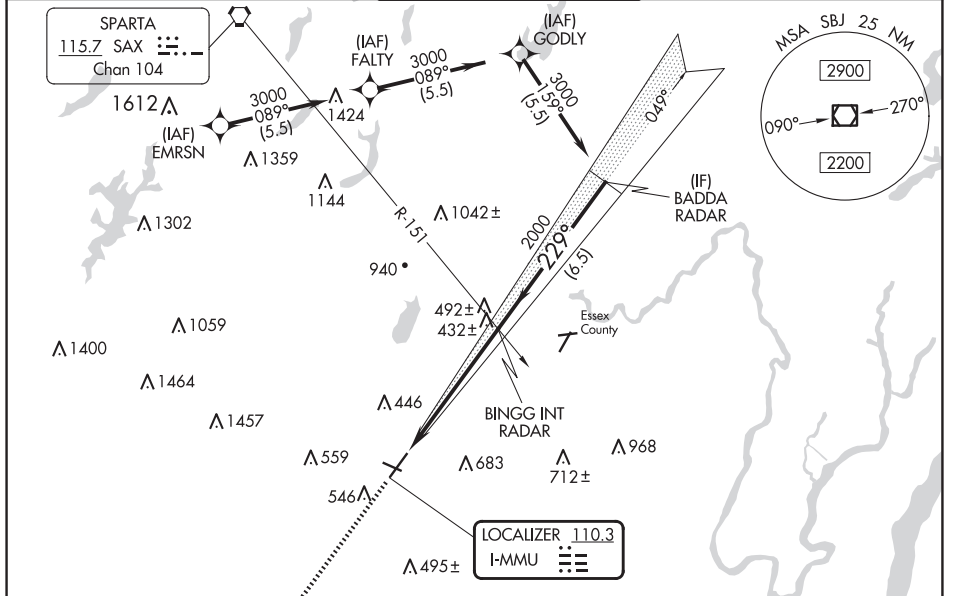 SPARTA
115.7 SAX
Chan 104
(IAF)
FALTY
(IAF)
GODLY
MSA SBJ 25 NM
2900
090°
270°
2200
3000
089°
(5.5)
3000
159°
(5.5)
049°
1612
3000
089°
(5.5)
1424
(IAF)
EMRSN
1359
1144
(IF)
BADDA
RADAR
1302
R-151
1042±
2000
229°
(6.5)
940
492±
432±
Essex
County
1059
1400
1464
446
BINGG INT
RADAR
1457
559
683
712±
968
546
LOCALIZER 110.3
I-MMU
495±